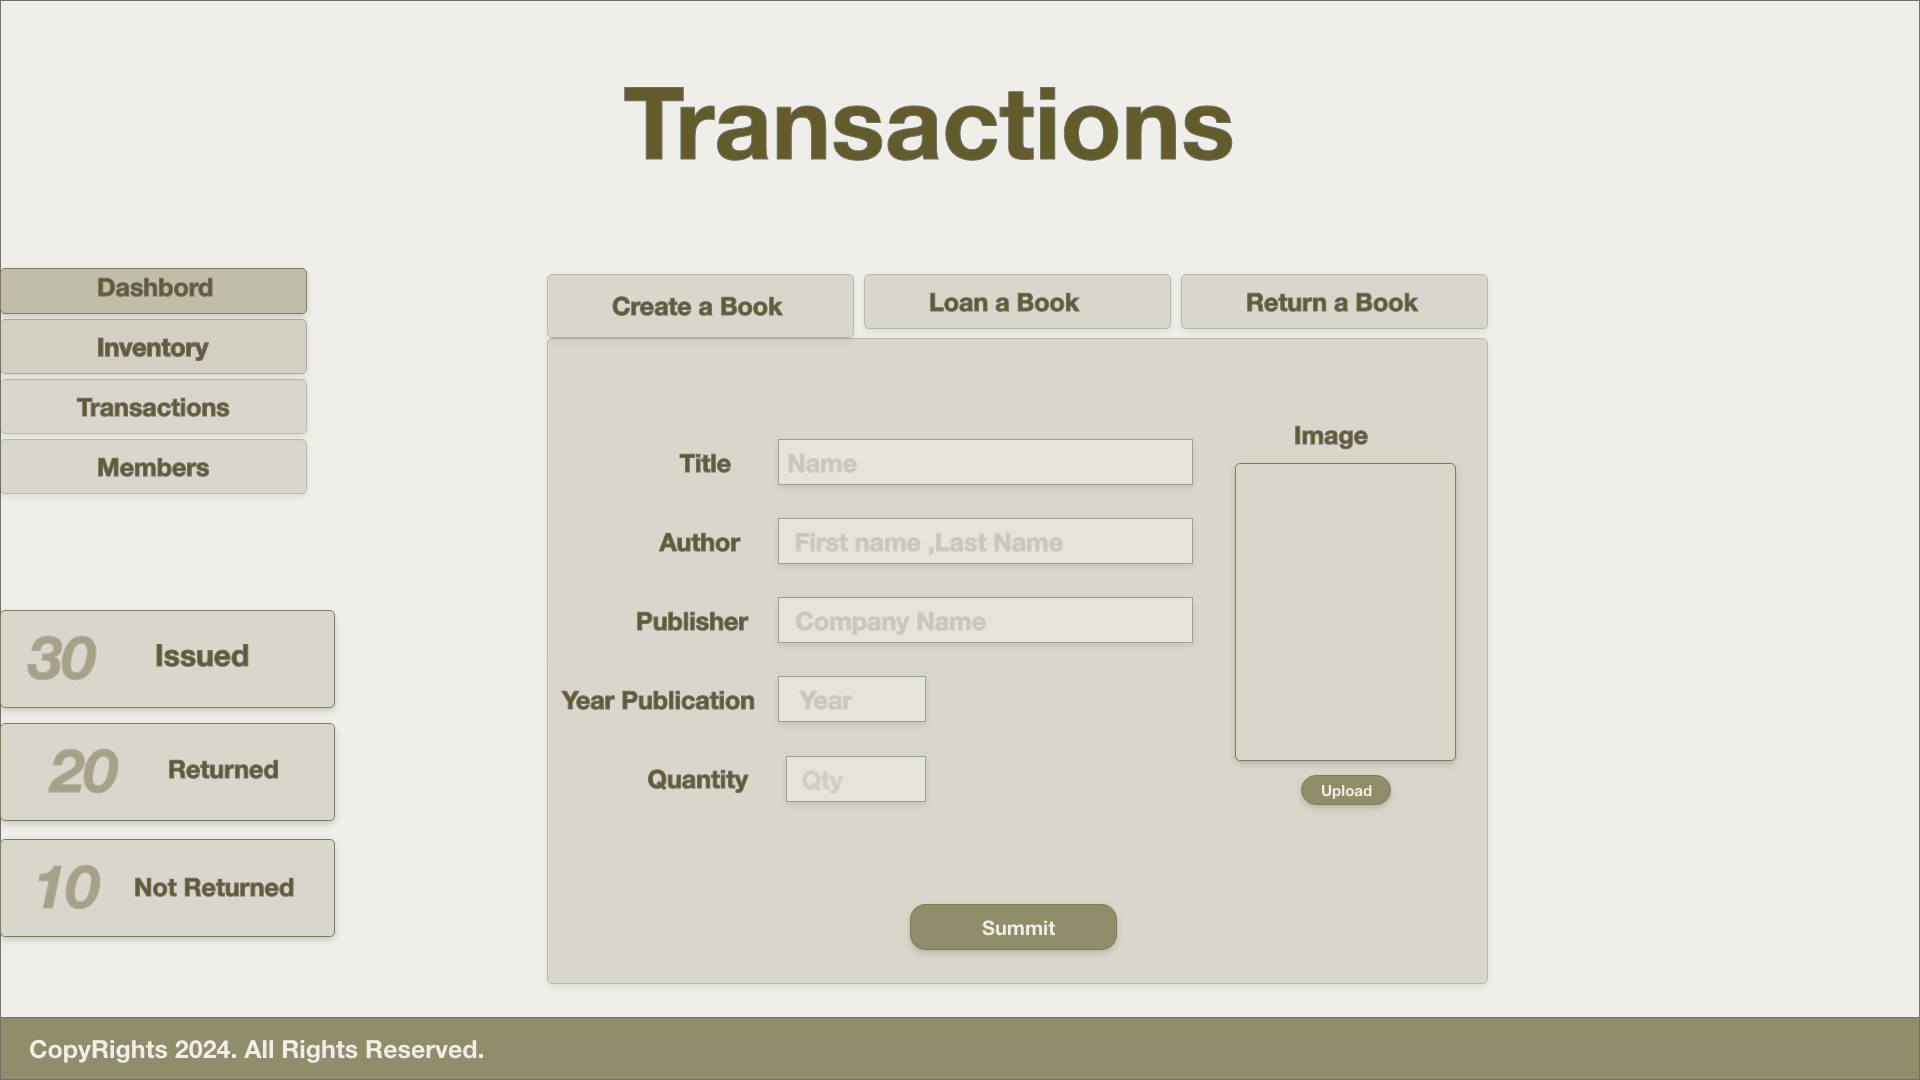 Transactions
Dashbord
Inventory
Transactions
Members
30 Issued
20 Returned
10 Not Returned
Create a Book
Loan a Book
Return a Book
Title Name
Author First name ,Last Name
Publisher Company Name
Year Publication Year
Quantity Qty
Image
Upload
Summit
CopyRights 2024. All Rights Reserved.